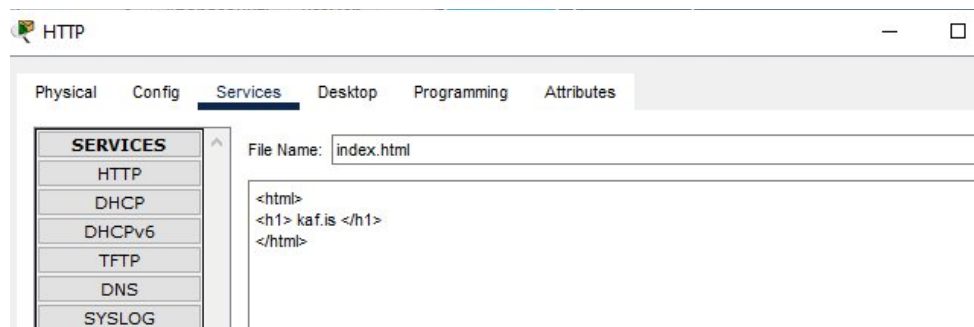 HTTP
Physical Config Services Desktop Programming Attributes
SERVICES
HTTP
DHCP
DHCPv6
TFTP
DNS
SYSLOG
File Name: index.html
<html>
<h1> kaf.is </h1>
</html>